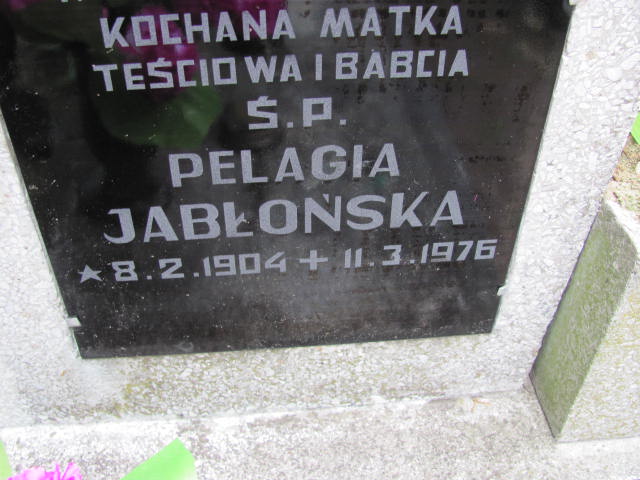 KOCHANA MATKA
TEŚCIOWA I BABCIA
Ś.P.
PELAGIA
JABŁOŃSKA
★ 8.2.1904 + 11.3.1976